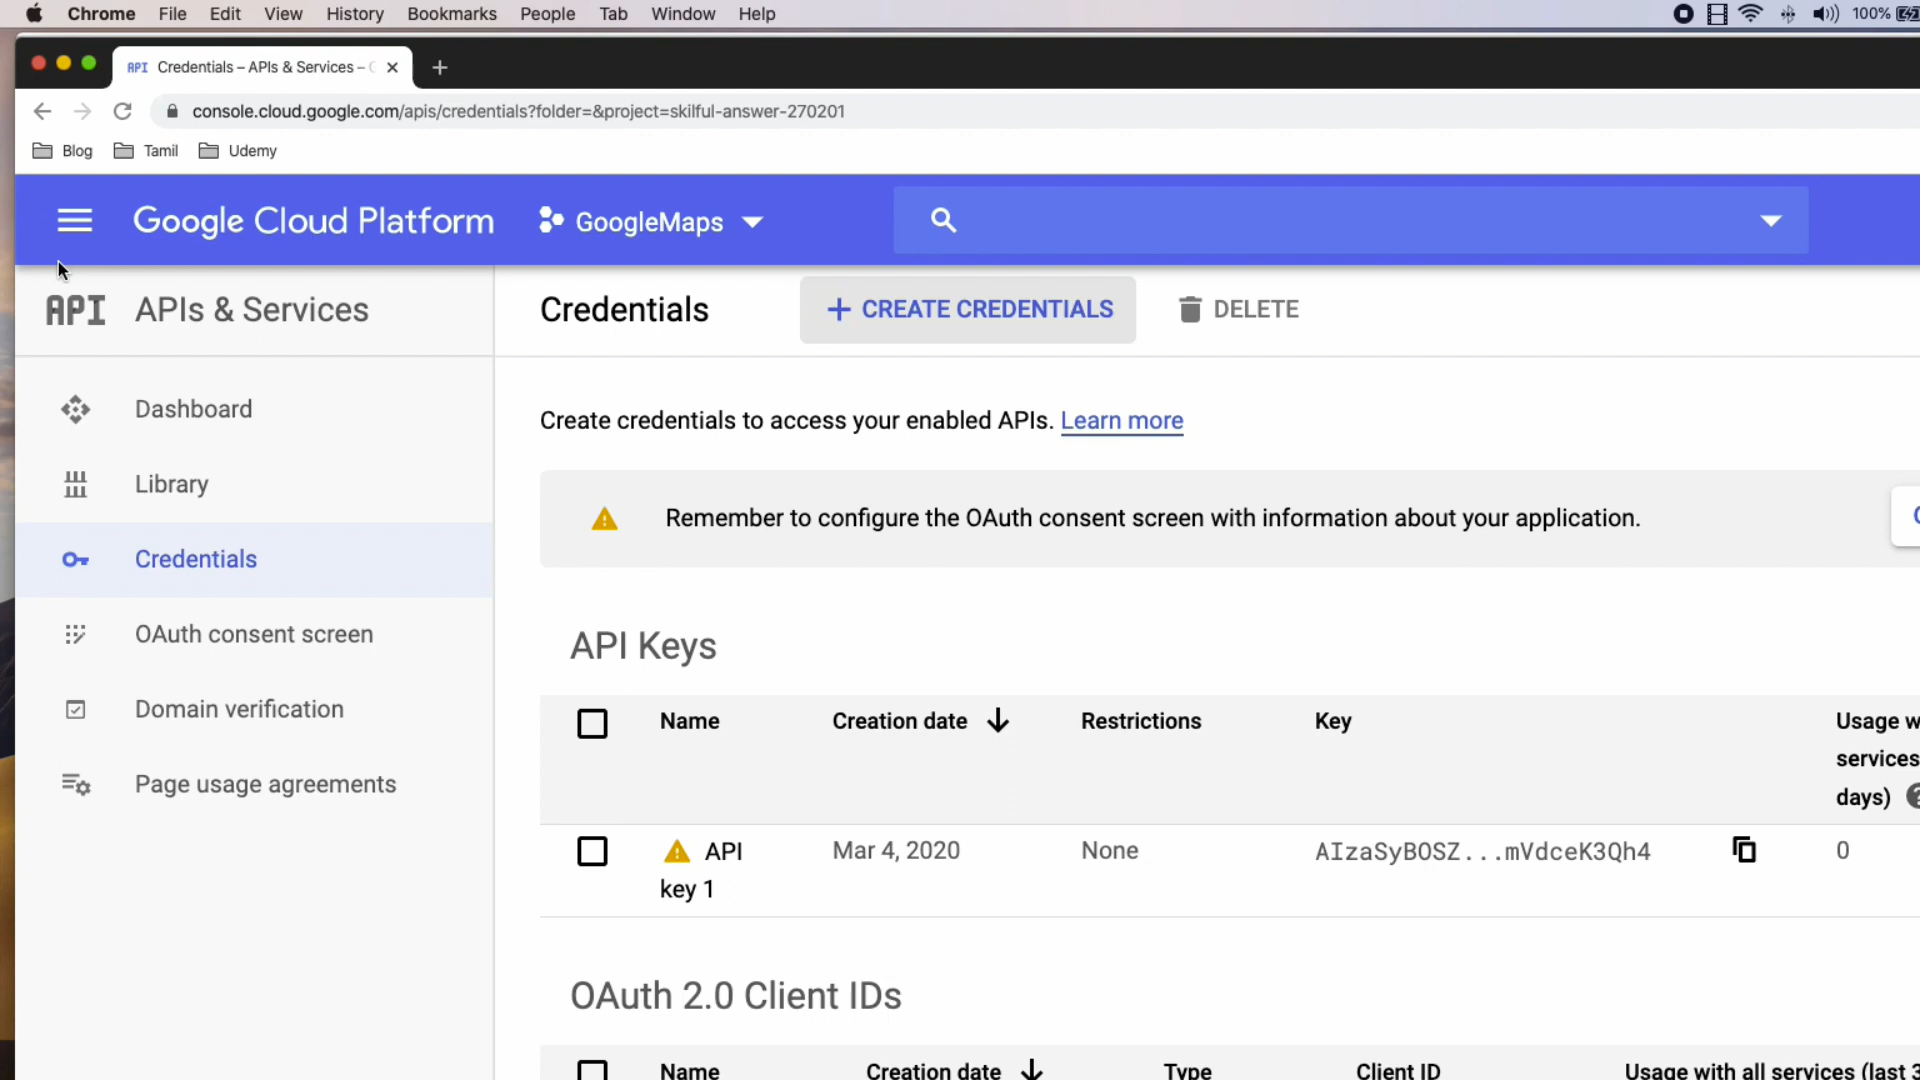 Chrome File Edit View History Bookmarks People Tab Window Help 100%
API Credentials – APIs & Services –
console.cloud.google.com/apis/credentials?folder=&project=skilful-answer-270201
Blog Tamil Udemy
Google Cloud Platform GoogleMaps
API APIs & Services
Credentials + CREATE CREDENTIALS DELETE
Dashboard
Library
Credentials
OAuth consent screen
Domain verification
Page usage agreements
Create credentials to access your enabled APIs. Learn more
Remember to configure the OAuth consent screen with information about your application.
API Keys
Name Creation date Restrictions Key Usage w
services
days)
API Mar 4, 2020 None AIzaSyBOSZ...mVdceK3Qh4 0
key 1
OAuth 2.0 Client IDs
Name Creation date Type Client ID Usage with all services (last 3